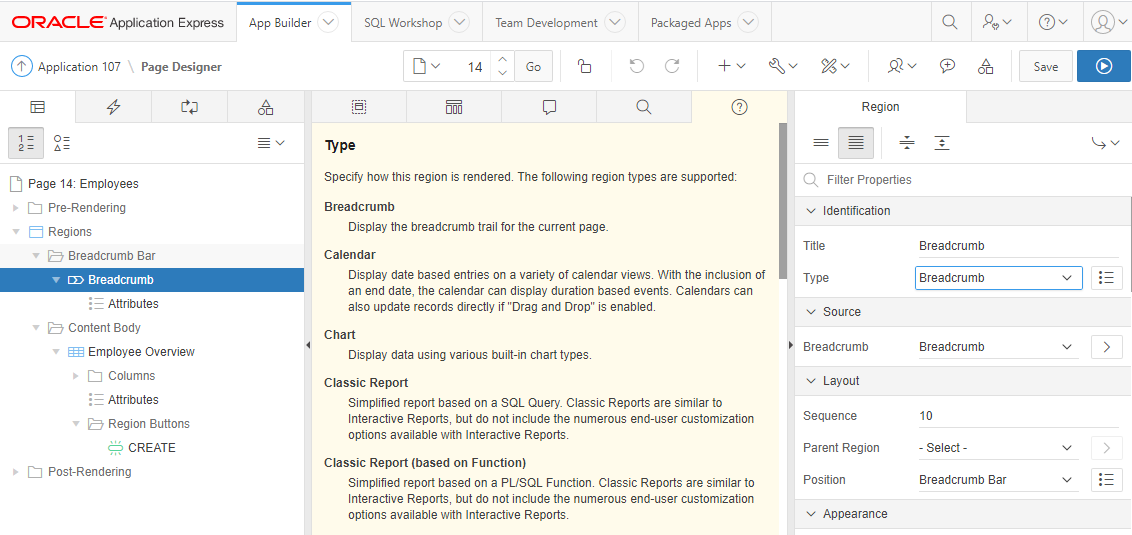 ORACLE Application Express
App Builder
SQL Workshop
Team Development
Packaged Apps
Application 107 \ Page Designer
14
Go
Save
Page 14: Employees
Pre-Rendering
Regions
Breadcrumb Bar
Breadcrumb
Attributes
Content Body
Employee Overview
Columns
Attributes
Region Buttons
CREATE
Post-Rendering
Type
Specify how this region is rendered. The following region types are supported:
Breadcrumb
Display the breadcrumb trail for the current page.
Calendar
Display date based entries on a variety of calendar views. With the inclusion of
an end date, the calendar can display duration based events. Calendars can
also update records directly if "Drag and Drop" is enabled.
Chart
Display data using various built-in chart types.
Classic Report
Simplified report based on a SQL Query. Classic Reports are similar to
Interactive Reports, but do not include the numerous end-user customization
options available with Interactive Reports.
Classic Report (based on Function)
Simplified report based on a PL/SQL Function. Classic Reports are similar to
Interactive Reports, but do not include the numerous end-user customization
options available with Interactive Reports.
Region
Filter Properties
Identification
Title Breadcrumb
Type Breadcrumb
Source
Breadcrumb Breadcrumb
Layout
Sequence 10
Parent Region - Select -
Position Breadcrumb Bar
Appearance